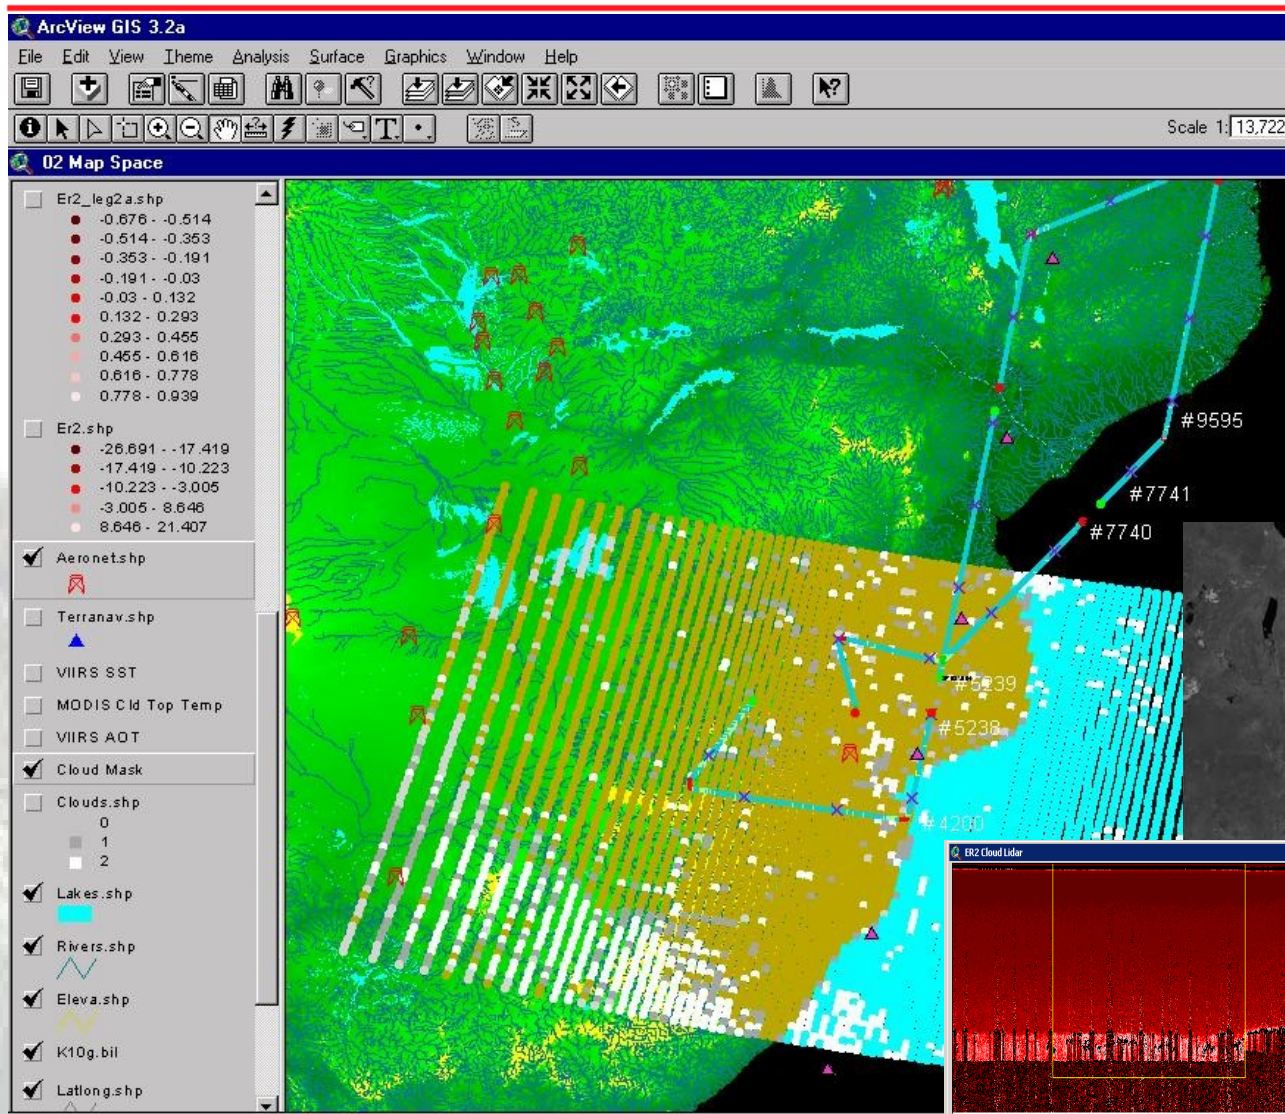 ArcView GIS 3.2a
File Edit View Theme Analysis Surface Graphics Window Help
Scale 1: 13,722
02 Map Space
Er2_leg2a.shp
-0.676 - -0.514
-0.514 - -0.353
-0.353 - -0.191
-0.191 - -0.03
-0.03 - 0.132
0.132 - 0.293
0.293 - 0.455
0.455 - 0.616
0.616 - 0.778
0.778 - 0.939
Er2.shp
-26.691 - -17.419
-17.419 - -10.223
-10.223 - -3.005
-3.005 - 8.646
8.646 - 21.407
Aeronet.shp
Terranav.shp
VIIRS SST
MODIS Cld Top Temp
VIIRS AOT
Cloud Mask
Clouds.shp
0
1
2
Lakes.shp
Rivers.shp
Eleva.shp
K10g.bil
Latlong.shp
#9595
#7741
#7740
#5239
#5238
#4200
ER2 Cloud Lidar